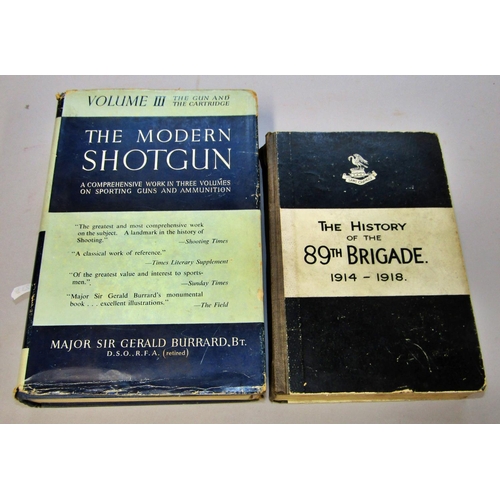 VOLUME III THE GUN AND
THE CARTRIDGE
THE MODERN
SHOTGUN
A COMPREHENSIVE WORK IN THREE VOLUMES
ON SPORTING GUNS AND AMMUNITION
"The greatest and most comprehensive work
on the subject. A landmark in the history of
Shooting."
—Shooting Times
"A classical work of reference."
—Times Literary Supplement
"Of the greatest value and interest to sports-
men."
—Sunday Times
"Major Sir Gerald Burrard's monumental
book . . . excellent illustrations."
—The Field
MAJOR SIR GERALD BURRARD, BT.
D.S.O., R.F.A. (retired)
THE HISTORY
OF THE
89TH BRIGADE.
1914 – 1918.